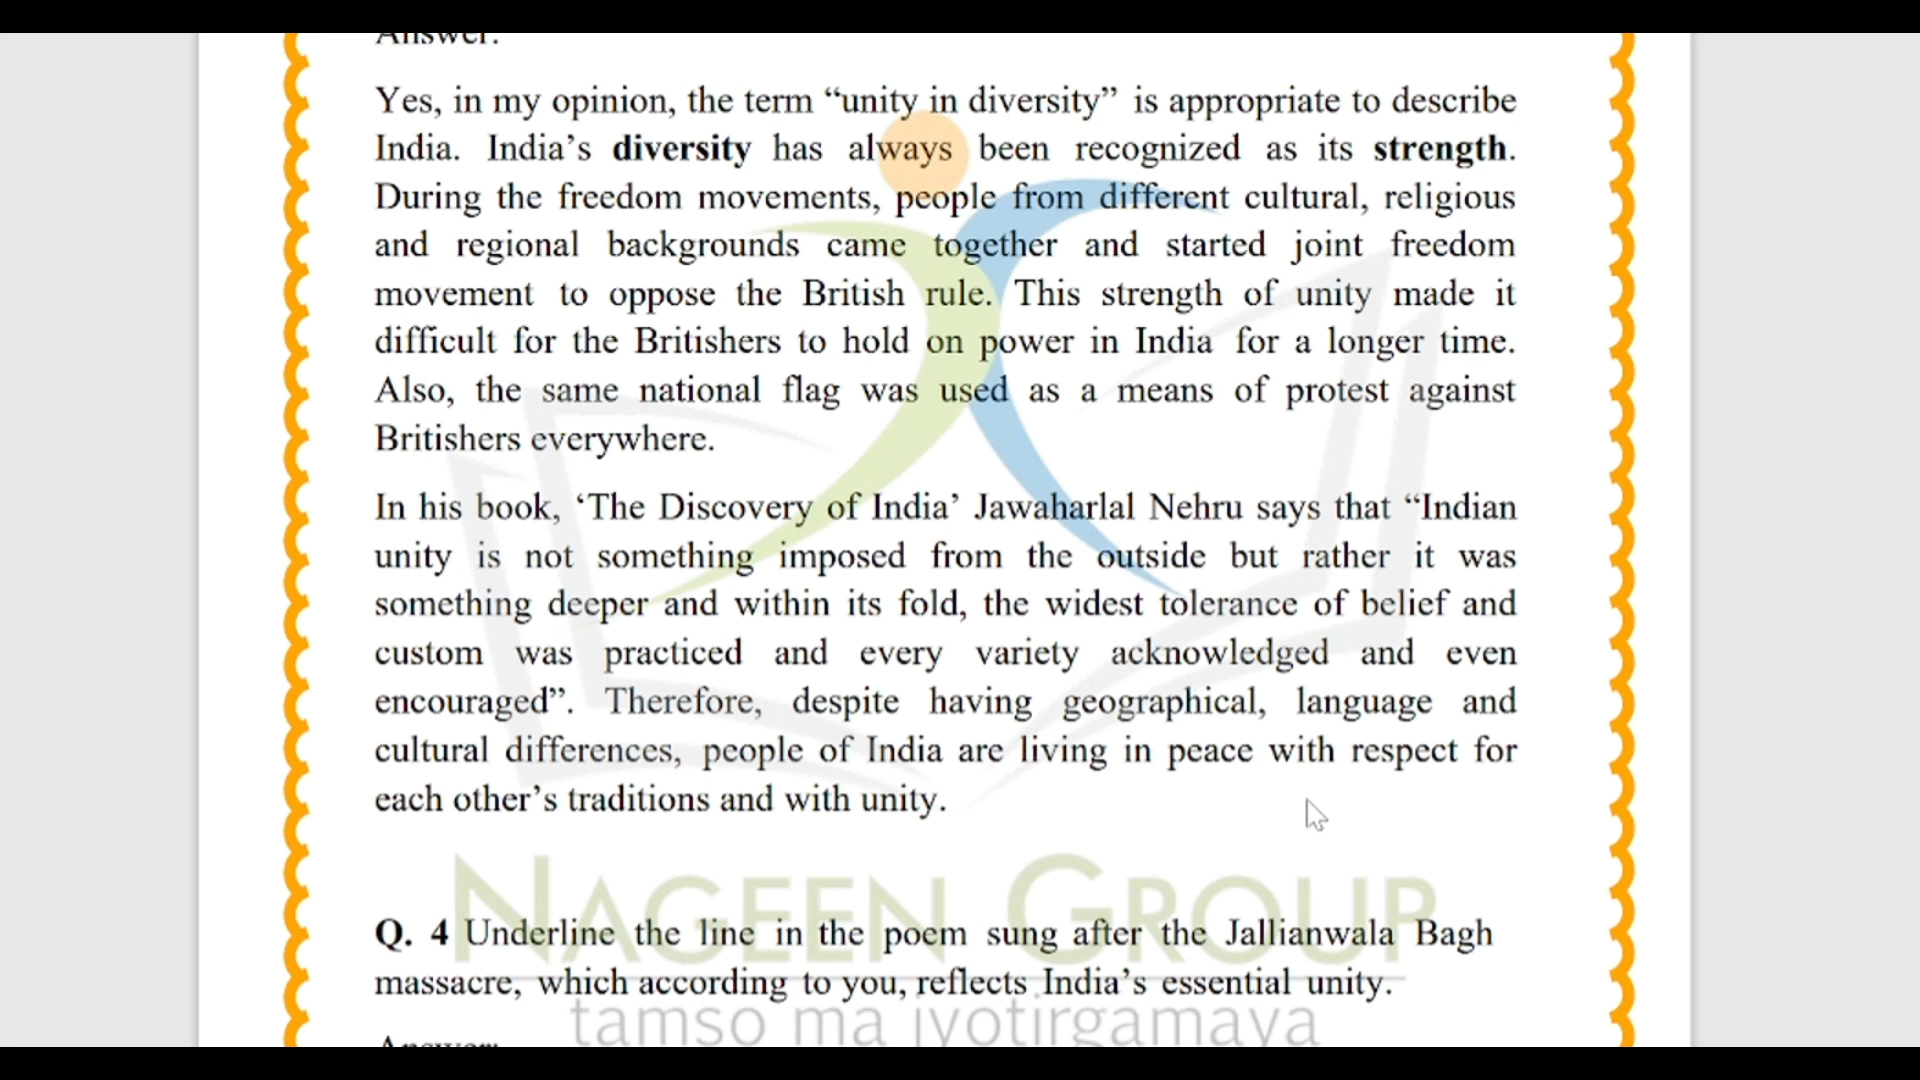 Answer:
Yes, in my opinion, the term “unity in diversity” is appropriate to describe
India. India’s diversity has always been recognized as its strength.
During the freedom movements, people from different cultural, religious
and regional backgrounds came together and started joint freedom
movement to oppose the British rule. This strength of unity made it
difficult for the Britishers to hold on power in India for a longer time.
Also, the same national flag was used as a means of protest against
Britishers everywhere.
In his book, ‘The Discovery of India’ Jawaharlal Nehru says that “Indian
unity is not something imposed from the outside but rather it was
something deeper and within its fold, the widest tolerance of belief and
custom was practiced and every variety acknowledged and even
encouraged”. Therefore, despite having geographical, language and
cultural differences, people of India are living in peace with respect for
each other’s traditions and with unity.
NAGEEN GROUP
Q. 4 Underline the line in the poem sung after the Jallianwala Bagh
massacre, which according to you, reflects India’s essential unity.
tamso ma jyotirgamaya
Answer